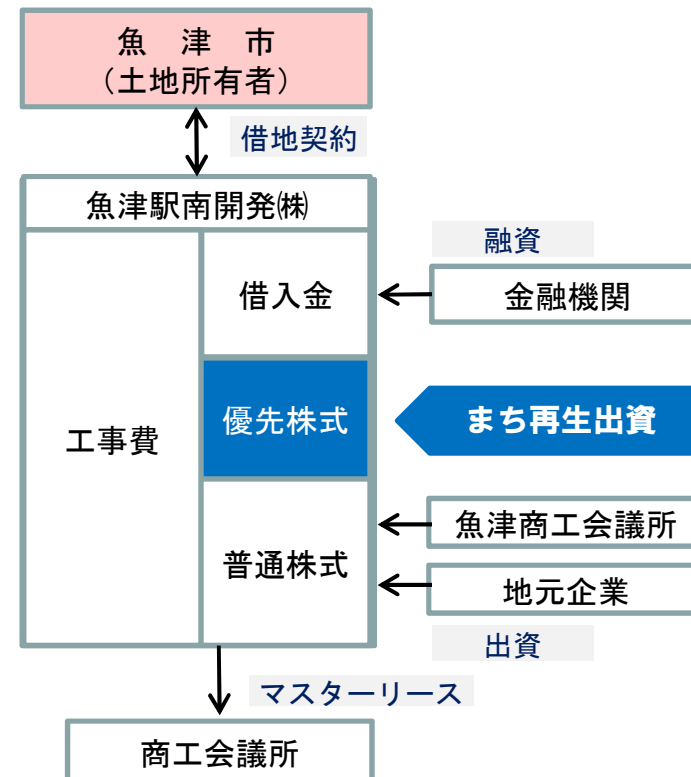 魚 津 市
（土地所有者）
借地契約
魚津駅南開発㈱
融資
借入金
金融機関
優先株式
まち再生出資
工事費
魚津商工会議所
普通株式
地元企業
出資
マスターリース
商工会議所